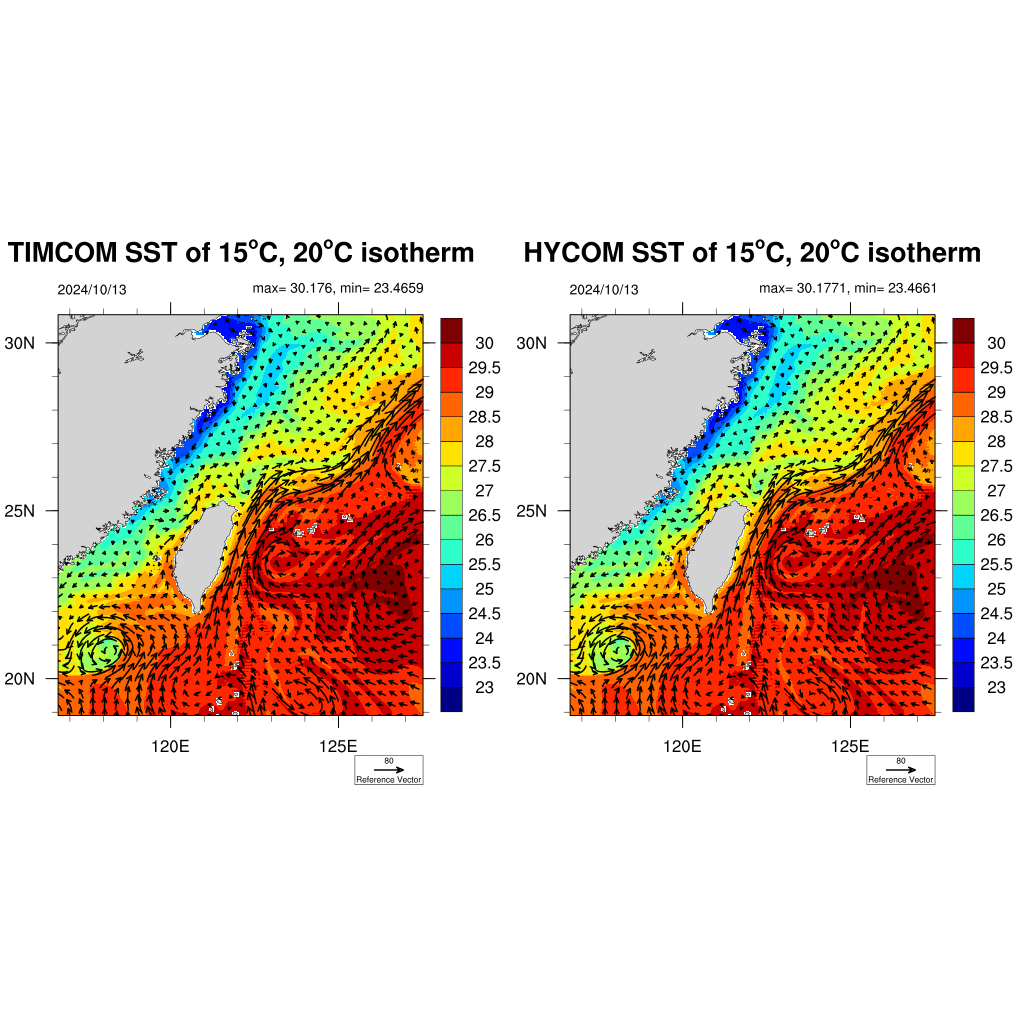 TIMCOM SST of 15°C, 20°C isotherm
2024/10/13
max= 30.176, min= 23.4659
30N
25N
20N
120E
125E
30
29.5
29
28.5
28
27.5
27
26.5
26
25.5
25
24.5
24
23.5
23
80
Reference Vector
HYCOM SST of 15°C, 20°C isotherm
2024/10/13
max= 30.1771, min= 23.4661
30N
25N
20N
120E
125E
30
29.5
29
28.5
28
27.5
27
26.5
26
25.5
25
24.5
24
23.5
23
80
Reference Vector